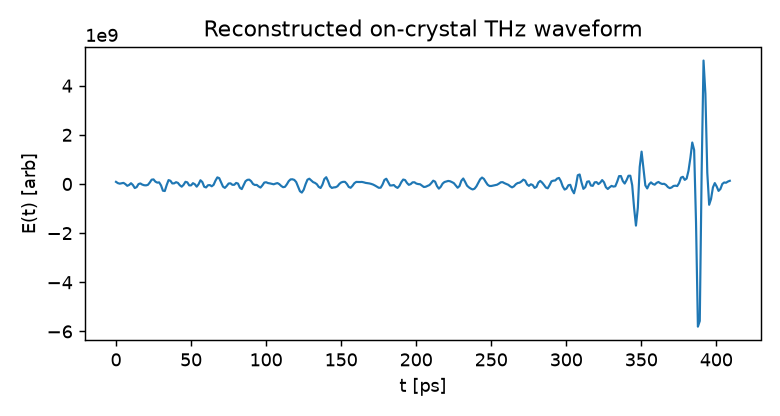 Reconstructed on-crystal THz waveform
1e9
4
2
0
−2
−4
−6
E(t) [arb]
0 50 100 150 200 250 300 350 400
t [ps]